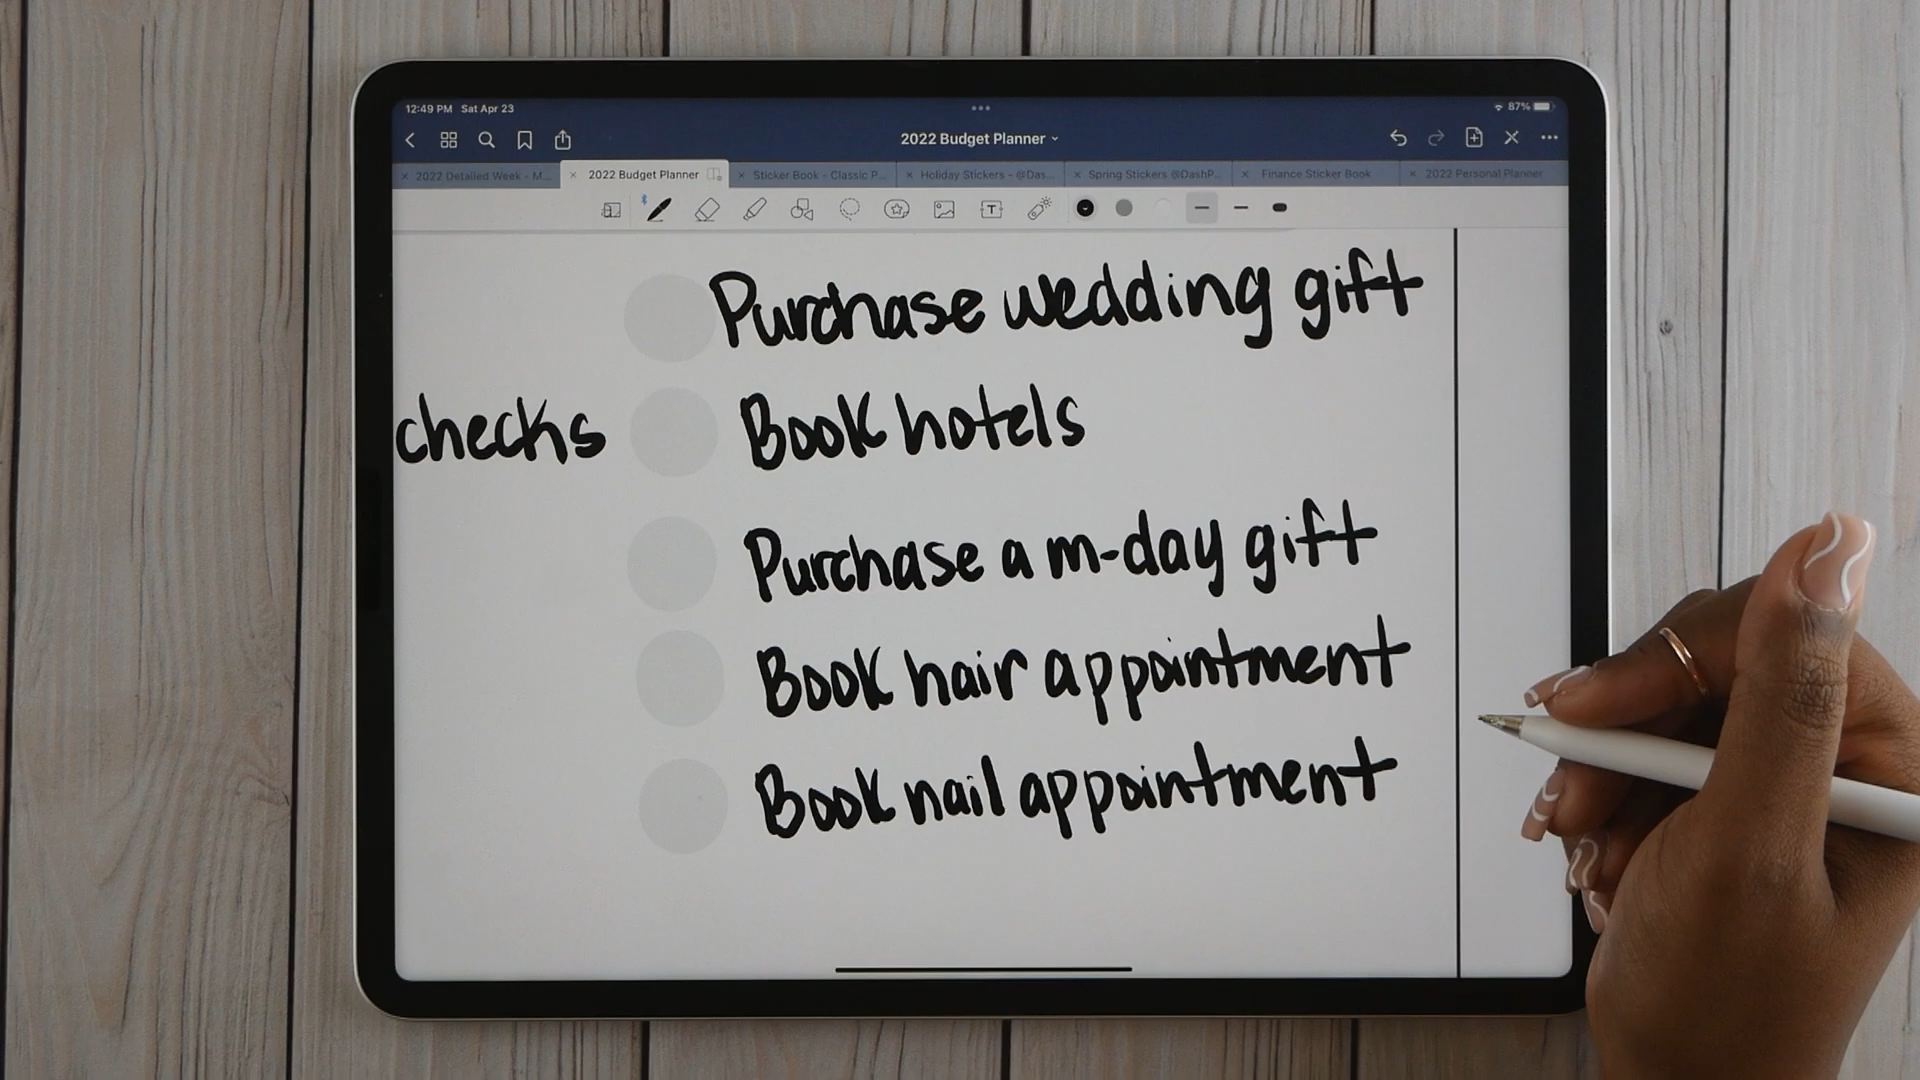 12:49 PM Sat Apr 23
87%
2022 Budget Planner
2022 Detailed Week - M...
2022 Budget Planner
Sticker Book - Classic P...
Holiday Stickers - @Das...
Spring Stickers @DashP...
Finance Sticker Book
2022 Personal Planner
Purchase wedding gift
checks
Book hotels
Purchase a m-day gift
Book hair appointment
Book nail appointment